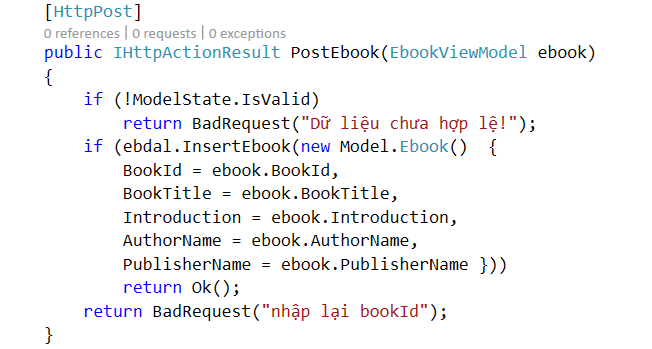 [HttpPost]
0 references | 0 requests | 0 exceptions
public IHttpActionResult PostEbook(EbookViewModel ebook)
{
    if (!ModelState.IsValid)
        return BadRequest("Dữ liệu chưa hợp lệ!");
    if (ebdal.InsertEbook(new Model.Ebook()  {
        BookId = ebook.BookId,
        BookTitle = ebook.BookTitle,
        Introduction = ebook.Introduction,
        AuthorName = ebook.AuthorName,
        PublisherName = ebook.PublisherName }))
        return Ok();
    return BadRequest("nhập lại bookId");
}